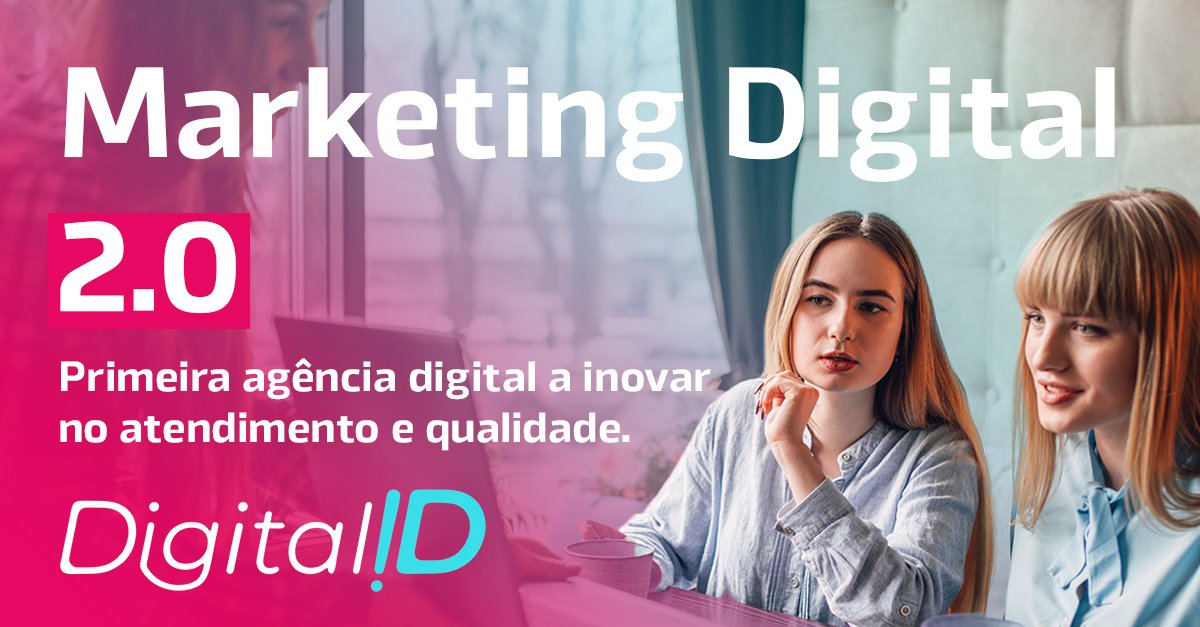 Marketing Digital
2.0
Primeira agência digital a inovar
no atendimento e qualidade.
Digital!D